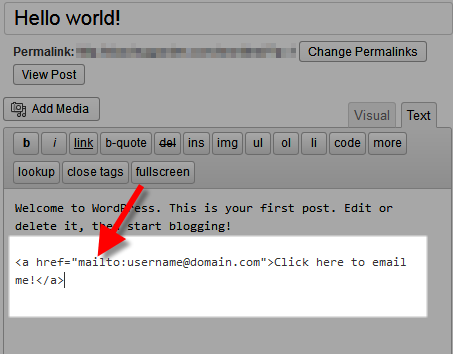 Hello world!
Permalink: Change Permalinks
View Post
Add Media
Visual Text
b i link b-quote del ins img ul ol li code more
lookup close tags fullscreen
Welcome to WordPress. This is your first post. Edit or
delete it, then start blogging!
<a href="mailto:username@domain.com">Click here to email
me!</a>